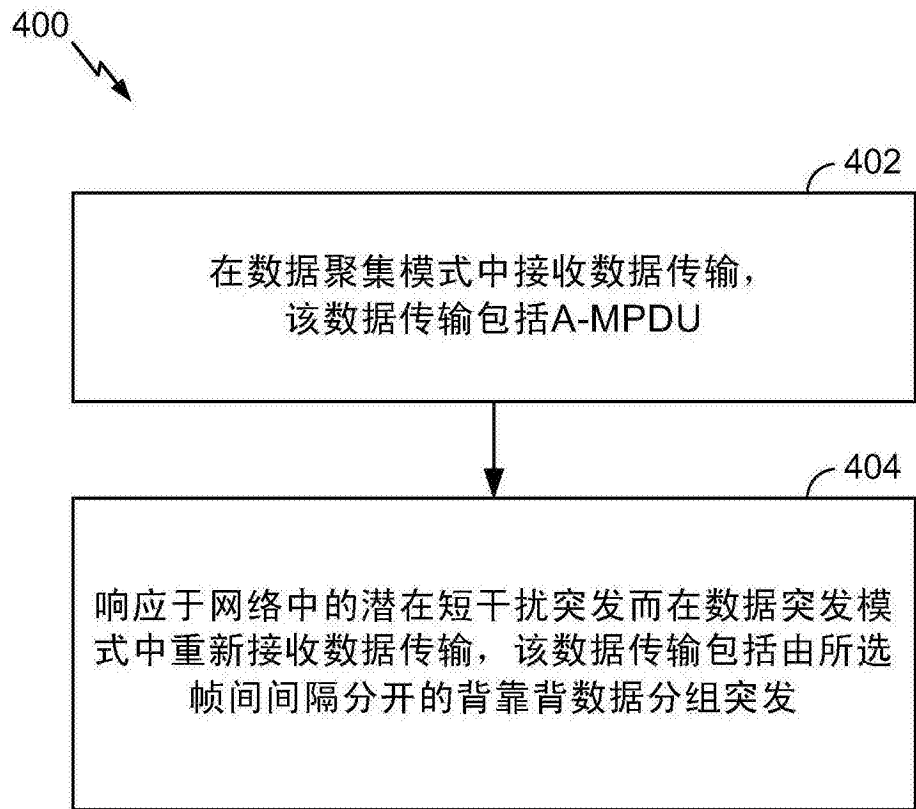 400
402
在数据聚集模式中接收数据传输，
该数据传输包括A-MPDU
404
响应于网络中的潜在短干扰突发而在数据突发模
式中重新接收数据传输，该数据传输包括由所选
帧间间隔分开的背靠背数据分组突发